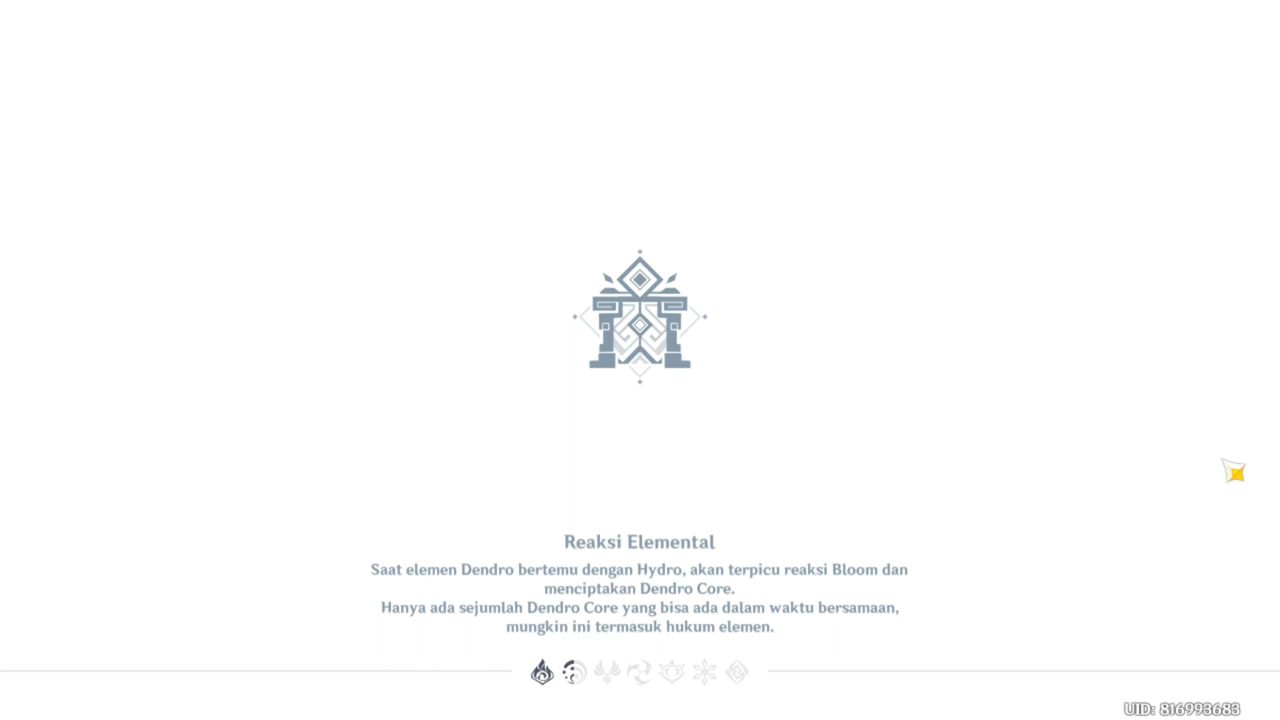 Reaksi Elemental
Saat elemen Dendro bertemu dengan Hydro, akan terpicu reaksi Bloom dan
menciptakan Dendro Core.
Hanya ada sejumlah Dendro Core yang bisa ada dalam waktu bersamaan,
mungkin ini termasuk hukum elemen.
UID: 816993683